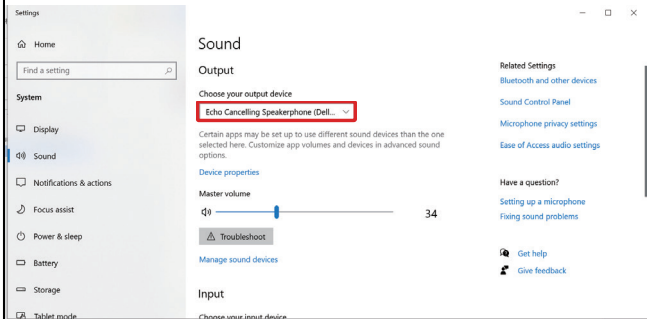 Settings
Home
Find a setting
System
Display
Sound
Notifications & actions
Focus assist
Power & sleep
Battery
Storage
Tablet mode
Sound
Output
Choose your output device
Echo Cancelling Speakerphone (Dell...
Certain apps may be set up to use different sound devices than the one
selected here. Customize app volumes and devices in advanced sound
options.
Device properties
Master volume
34
Troubleshoot
Manage sound devices
Input
Choose your input device
Related Settings
Bluetooth and other devices
Sound Control Panel
Microphone privacy settings
Ease of Access audio settings
Have a question?
Setting up a microphone
Fixing sound problems
Get help
Give feedback